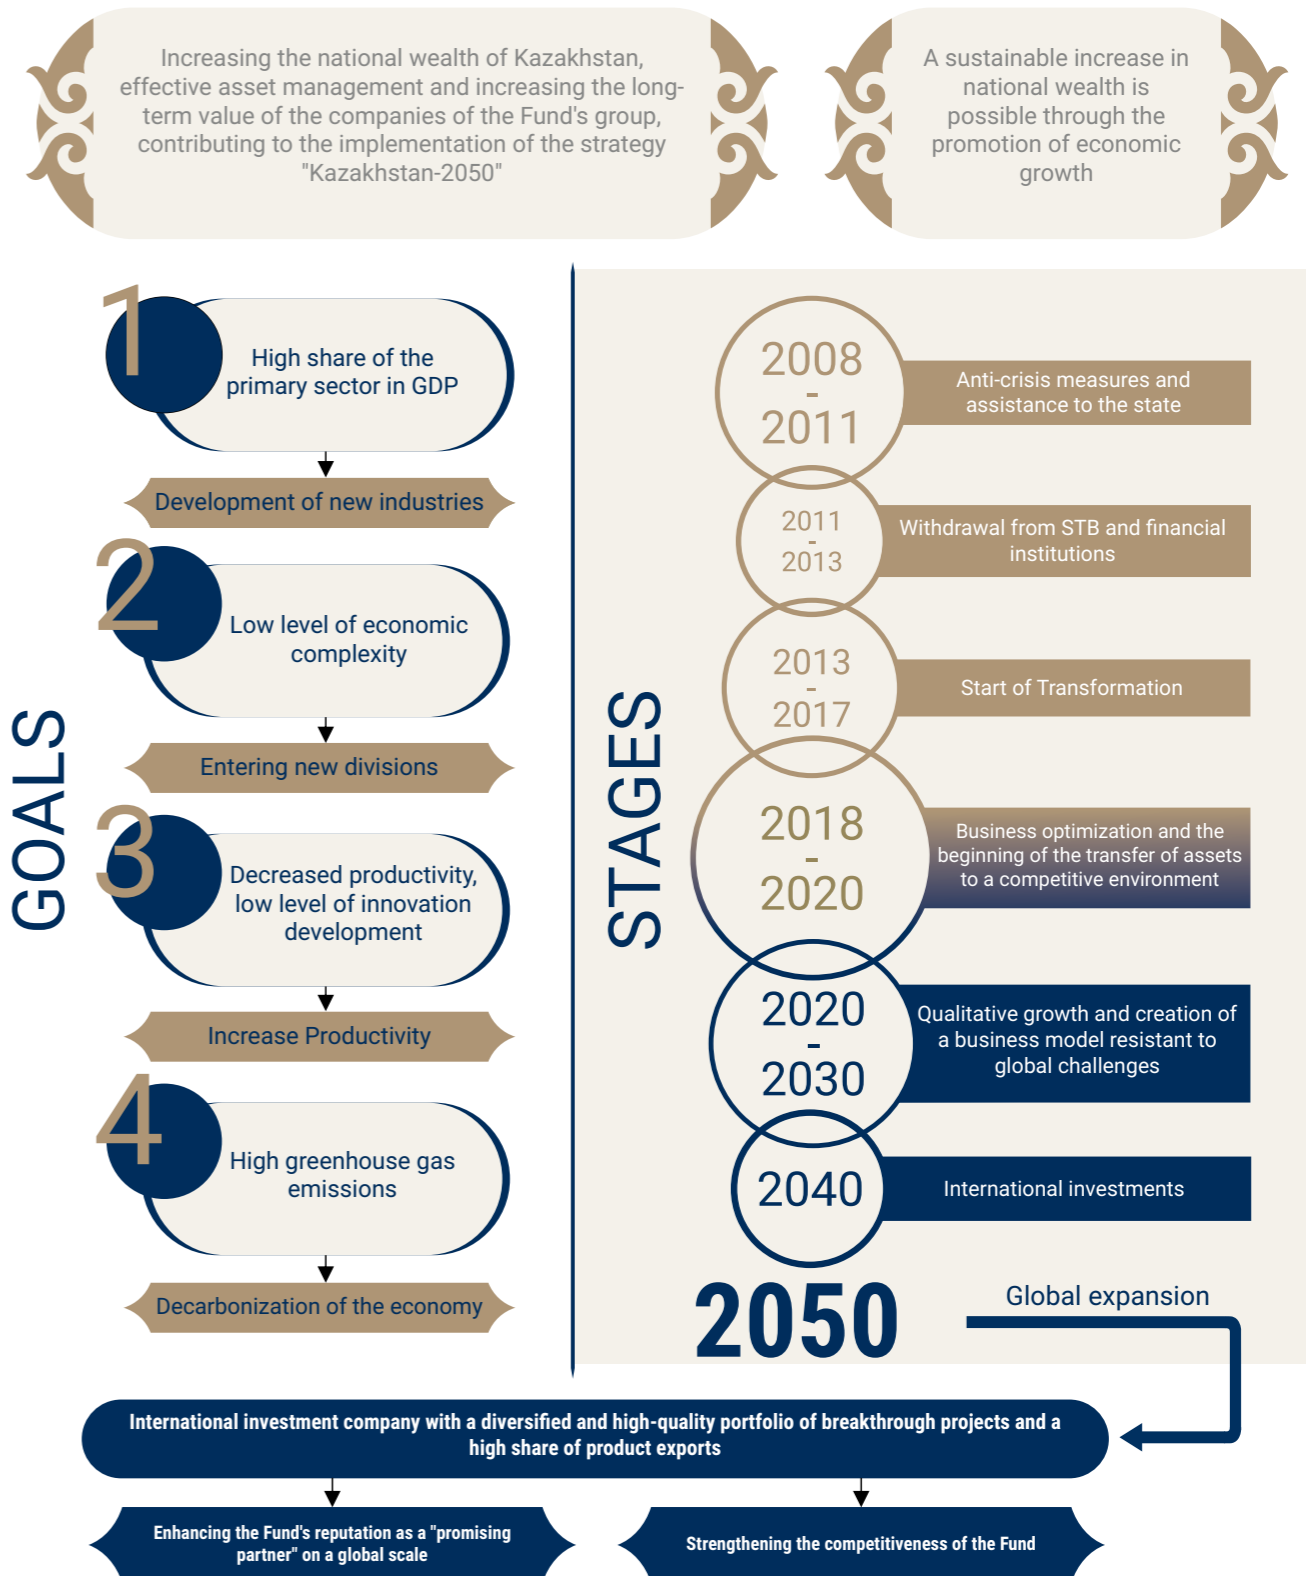 Increasing the national wealth of Kazakhstan,
effective asset management and increasing the long-
term value of the companies of the Fund's group,
contributing to the implementation of the strategy
"Kazakhstan-2050"
A sustainable increase in
national wealth is
possible through the
promotion of economic
growth
GOALS
1
High share of the
primary sector in GDP
Development of new industries
2
Low level of economic
complexity
Entering new divisions
3
Decreased productivity,
low level of innovation
development
Increase Productivity
4
High greenhouse gas
emissions
Decarbonization of the economy
STAGES
2008
-
2011
Anti-crisis measures and
assistance to the state
2011
-
2013
Withdrawal from STB and financial
institutions
2013
-
2017
Start of Transformation
2018
-
2020
Business optimization and the
beginning of the transfer of assets
to a competitive environment
2020
-
2030
Qualitative growth and creation of
a business model resistant to
global challenges
2040
International investments
2050
Global expansion
International investment company with a diversified and high-quality portfolio of breakthrough projects and a
high share of product exports
Enhancing the Fund's reputation as a "promising
partner" on a global scale
Strengthening the competitiveness of the Fund